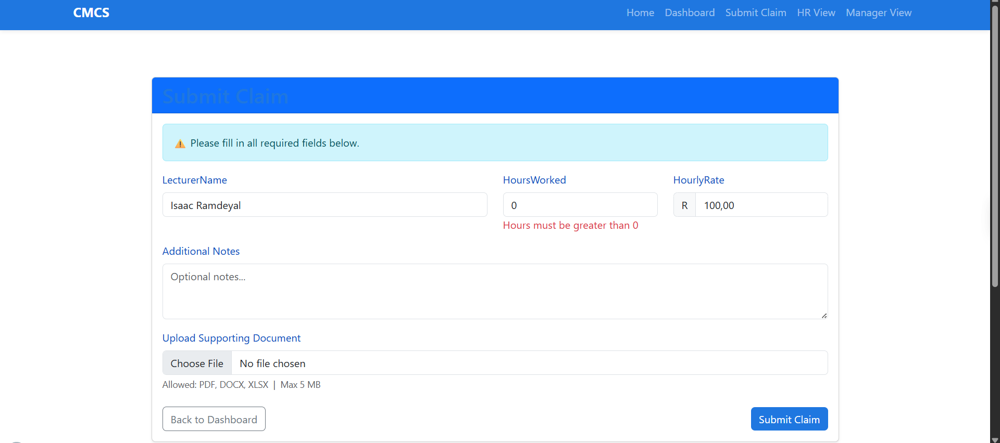 CMCS Home Dashboard Submit Claim HR View Manager View
Submit Claim
⚠ Please fill in all required fields below.
LecturerName HoursWorked HourlyRate
Isaac Ramdeyal 0 R 100,00
Hours must be greater than 0
Additional Notes
Optional notes...
Upload Supporting Document
Choose File No file chosen
Allowed: PDF, DOCX, XLSX | Max 5 MB
Back to Dashboard Submit Claim